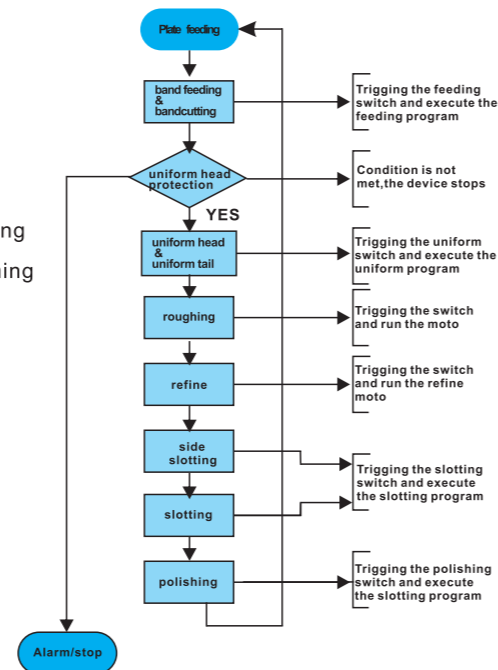 Plate feeding
band feeding
&
bandcutting
Trigging the feeding
switch and execute the
feeding program
uniform head
protection
Condition is not
met,the device stops
YES
uniform head
&
uniform tail
Trigging the uniform
switch and execute the
uniform program
roughing
Trigging the switch
and run the moto
refine
Trigging the switch
and run the refine
moto
side
slotting
Trigging the slotting
switch and execute
the slotting program
slotting
polishing
Trigging the polishing
switch and execute
the slotting program
Alarm/stop